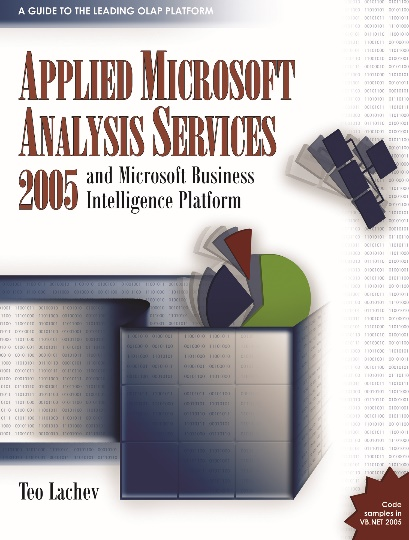 A GUIDE TO THE LEADING OLAP PLATFORM
APPLIED MICROSOFT
ANALYSIS SERVICES
2005 and Microsoft Business
Intelligence Platform
Teo Lachev
Code
samples in
VB.NET 2005